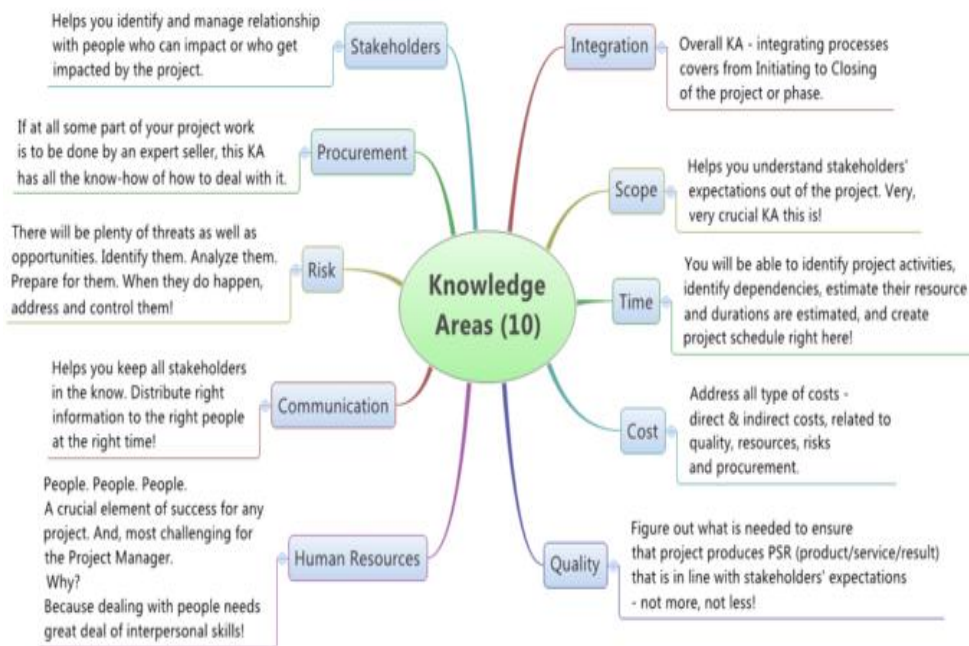 Knowledge
Areas (10)
Integration
Overall KA - integrating processes
covers from Initiating to Closing
of the project or phase.
Scope
Helps you understand stakeholders'
expectations out of the project. Very,
very crucial KA this is!
Time
You will be able to identify project activities,
identify dependencies, estimate their resource
and durations are estimated, and create
project schedule right here!
Cost
Address all type of costs -
direct & indirect costs, related to
quality, resources, risks
and procurement.
Quality
Figure out what is needed to ensure
that project produces PSR (product/service/result)
that is in line with stakeholders' expectations
- not more, not less!
Human Resources
People. People. People.
A crucial element of success for any
project. And, most challenging for
the Project Manager.
Why?
Because dealing with people needs
great deal of interpersonal skills!
Communication
Helps you keep all stakeholders
in the know. Distribute right
information to the right people
at the right time!
Risk
There will be plenty of threats as well as
opportunities. Identify them. Analyze them.
Prepare for them. When they do happen,
address and control them!
Procurement
If at all some part of your project work
is to be done by an expert seller, this KA
has all the know-how of how to deal with it.
Stakeholders
Helps you identify and manage relationship
with people who can impact or who get
impacted by the project.